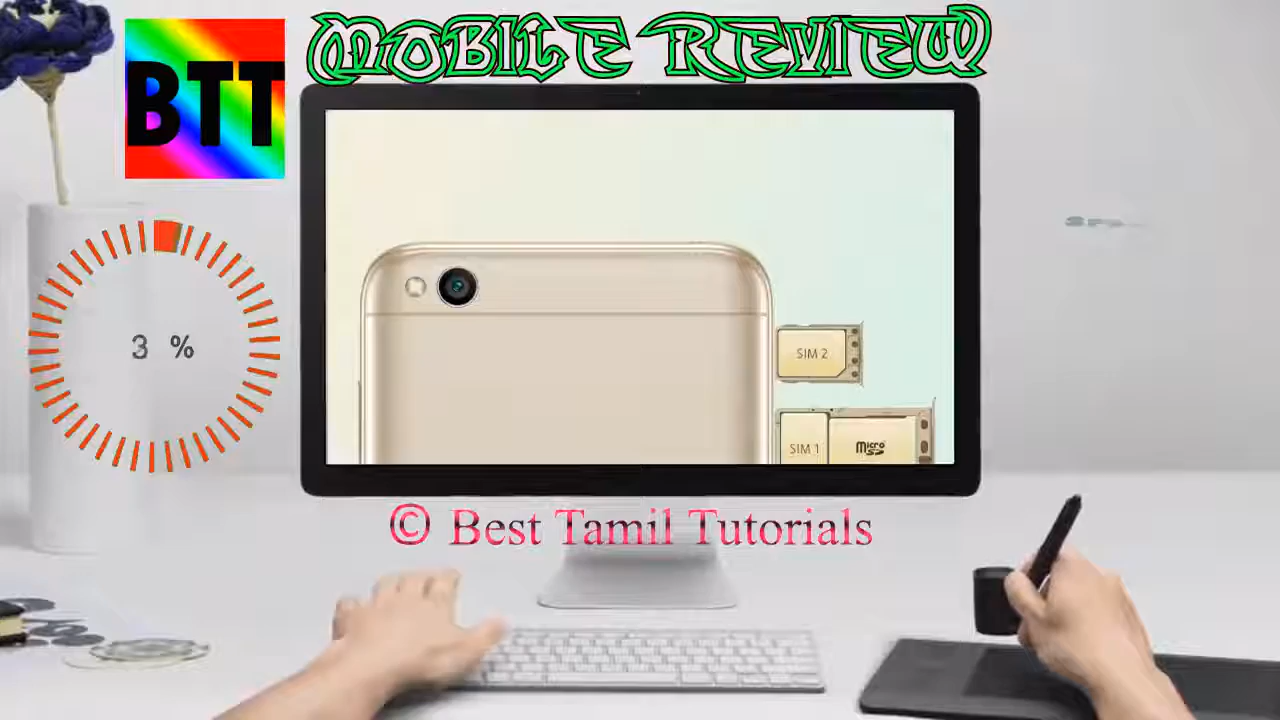 MOBILE REVIEW
BTT
3 %
SIM 2
SIM 1
Micro SD
© Best Tamil Tutorials